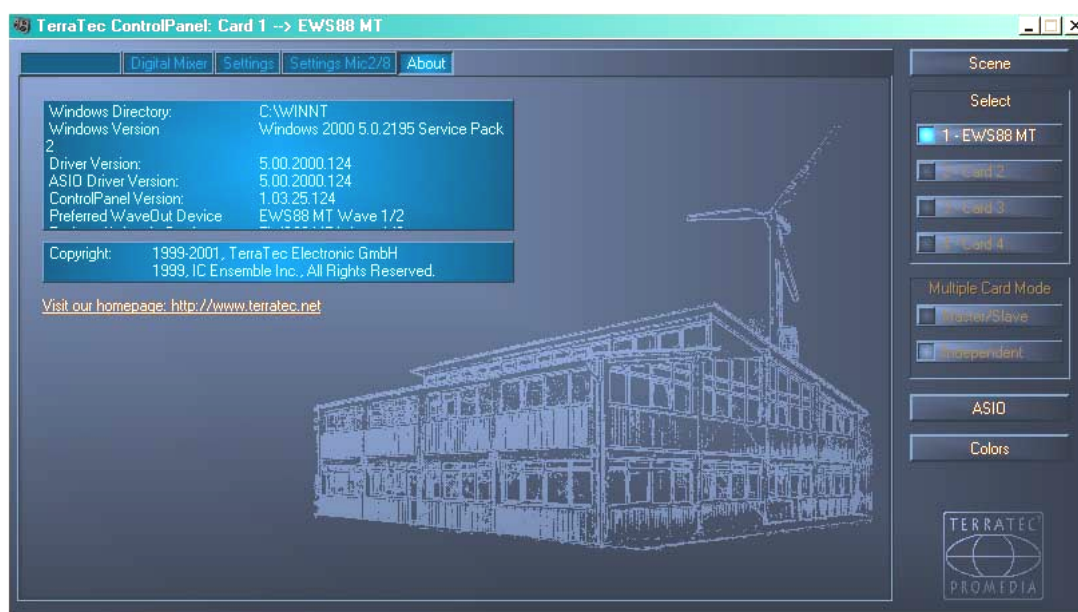 TerraTec ControlPanel: Card 1 --> EWS88 MT
Digital Mixer Settings Settings Mic2/8 About
Windows Directory: C:\WINNT
Windows Version Windows 2000 5.0.2195 Service Pack
2
Driver Version: 5.00.2000.124
ASIO Driver Version: 5.00.2000.124
ControlPanel Version: 1.03.25.124
Preferred WaveOut Device EWS88 MT Wave 1/2
Copyright: 1999-2001, TerraTec Electronic GmbH
1999, IC Ensemble Inc., All Rights Reserved.
Visit our homepage: http://www.terratec.net
Scene
Select
1 - EWS88 MT
2 - Card 2
3 - Card 3
4 - Card 4
Multiple Card Mode
Master/Slave
Independent
ASIO
Colors
TERRATEC
PROMEDIA